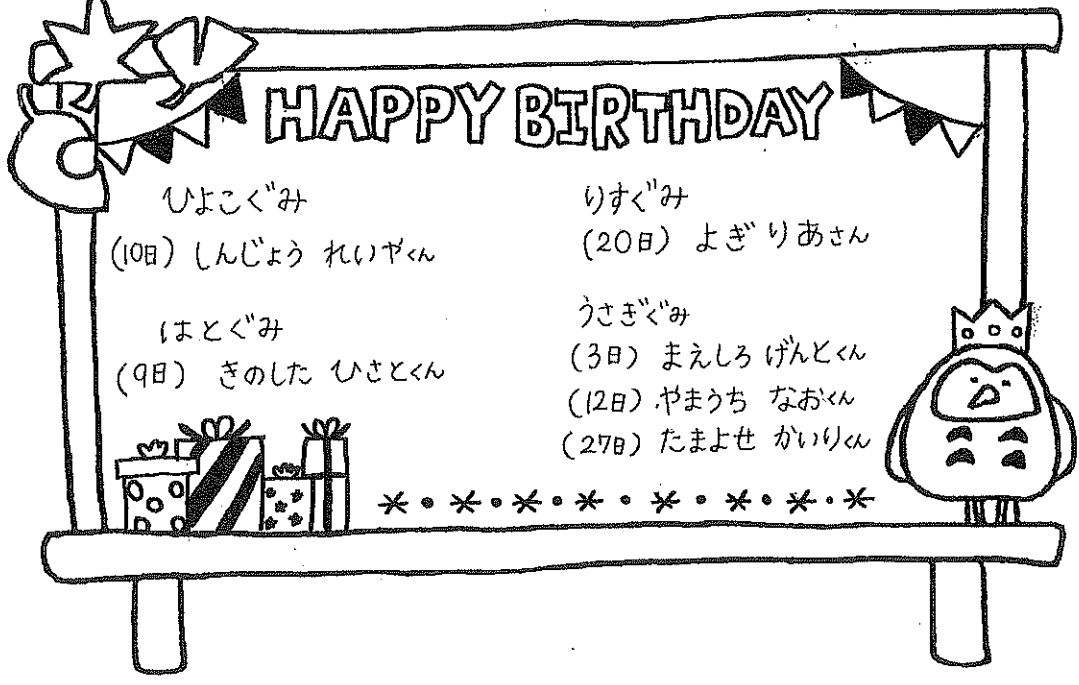 HAPPY BIRTHDAY
ひよこぐみ
(10日) しんじょう れいやくん
はとぐみ
(9日) きのした ひさとくん
りすぐみ
(20日) よぎ りあさん
うさぎぐみ
(3日) まえしろ げんとくん
(12日) やまうち なおくん
(27日) たまよせ かいりくん